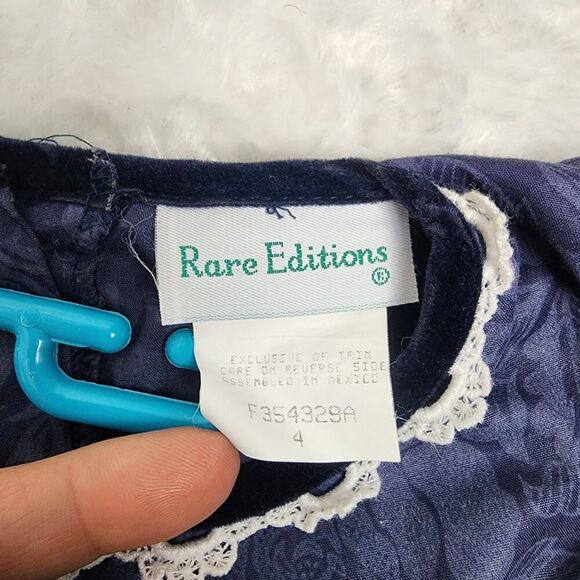 Rare Editions ®
EXCLUSIVE OF TRIM
CARE ON REVERSE SIDE
ASSEMBLED IN MEXICO
F354329A
4